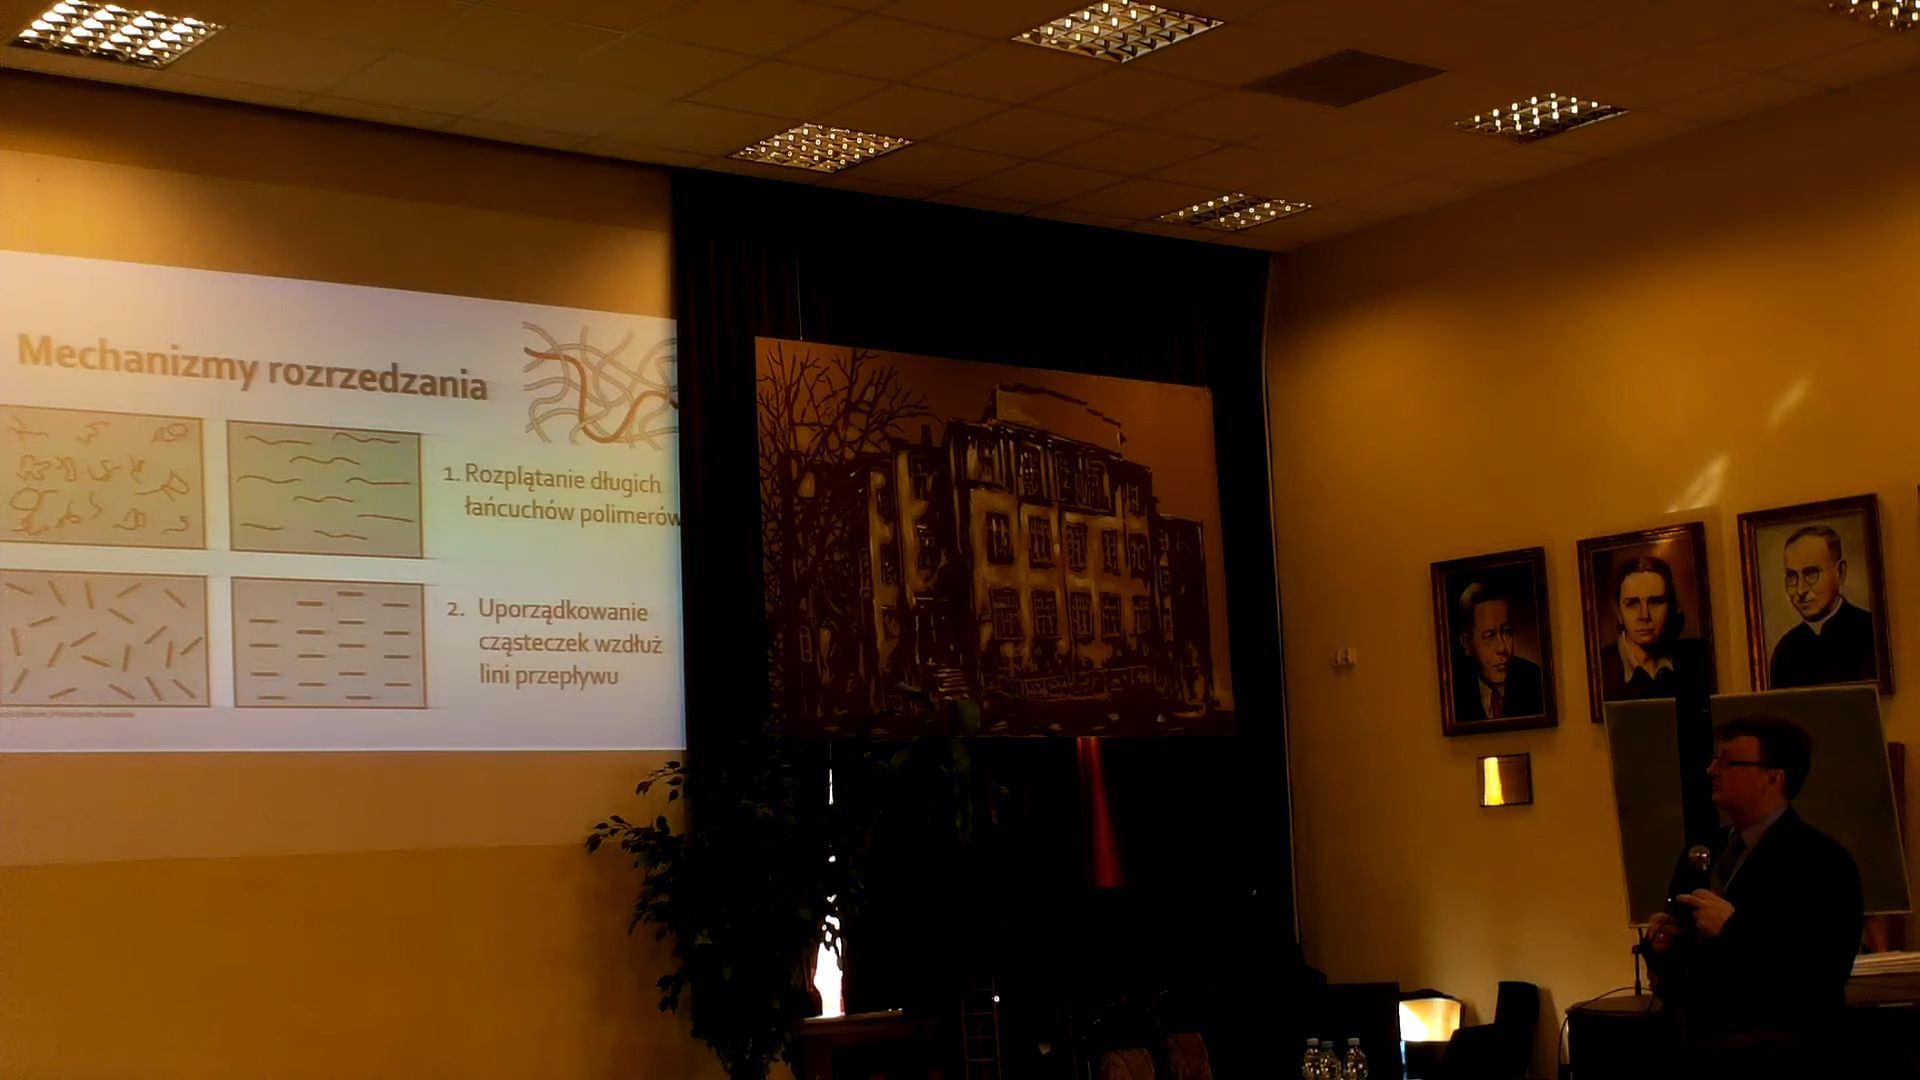 Mechanizmy rozrzedzania
1. Rozplątanie długich
łańcuchów polimerów
2. Uporządkowanie
cząsteczek wzdłuż
lini przepływu